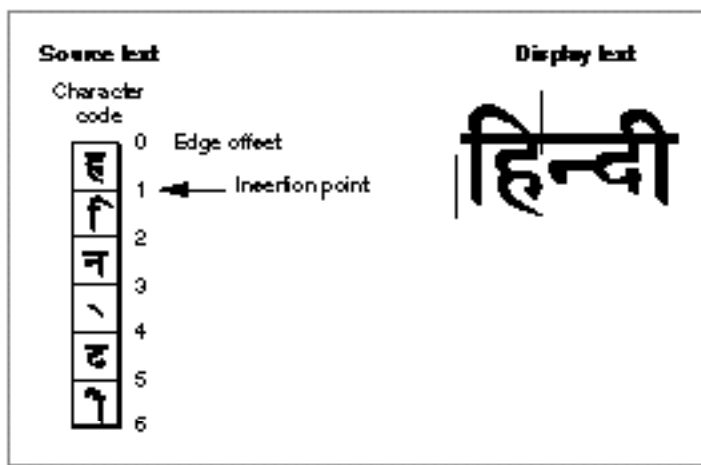 Source text
Display text
Character
code
0 Edge offset
ह
1 Insertion point
ि
2
न
3
्
4
द
5
ी
6
हिन्दी